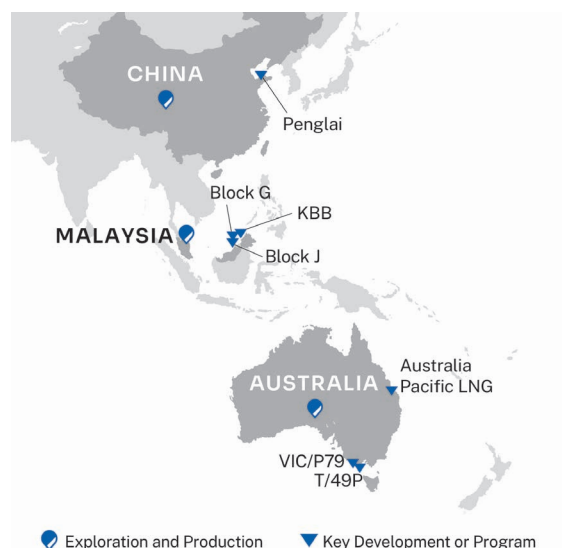 CHINA
Penglai
Block G
KBB
MALAYSIA
Block J
Australia
Pacific LNG
AUSTRALIA
VIC/P79
T/49P
Exploration and Production
Key Development or Program